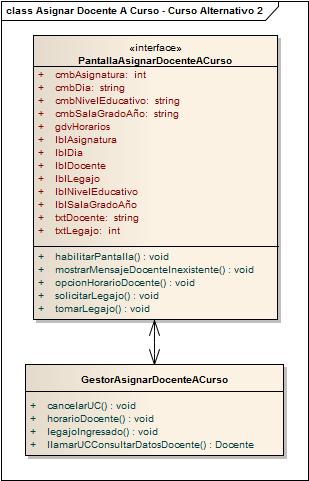 class Asignar Docente A Curso - Curso Alternativo 2
«interface»
PantallaAsignarDocenteACurso
+ cmbAsignatura: int
+ cmbDia: string
+ cmbNivelEducativo: string
+ cmbSalaGradoAño: string
+ gdvHorarios
+ lblAsignatura
+ lblDia
+ lblDocente
+ lblLegajo
+ lblNivelEducativo
+ lblSalaGradoAño
+ txtDocente: string
+ txtLegajo: int
+ habilitarPantalla() : void
+ mostrarMensajeDocenteInexistente() : void
+ opcionHorarioDocente() : void
+ solicitarLegajo() : void
+ tomarLegajo() : void
GestorAsignarDocenteACurso
+ cancelarUC() : void
+ horarioDocente() : void
+ legajoIngresado() : void
+ llamarUCConsultarDatosDocente() : Docente